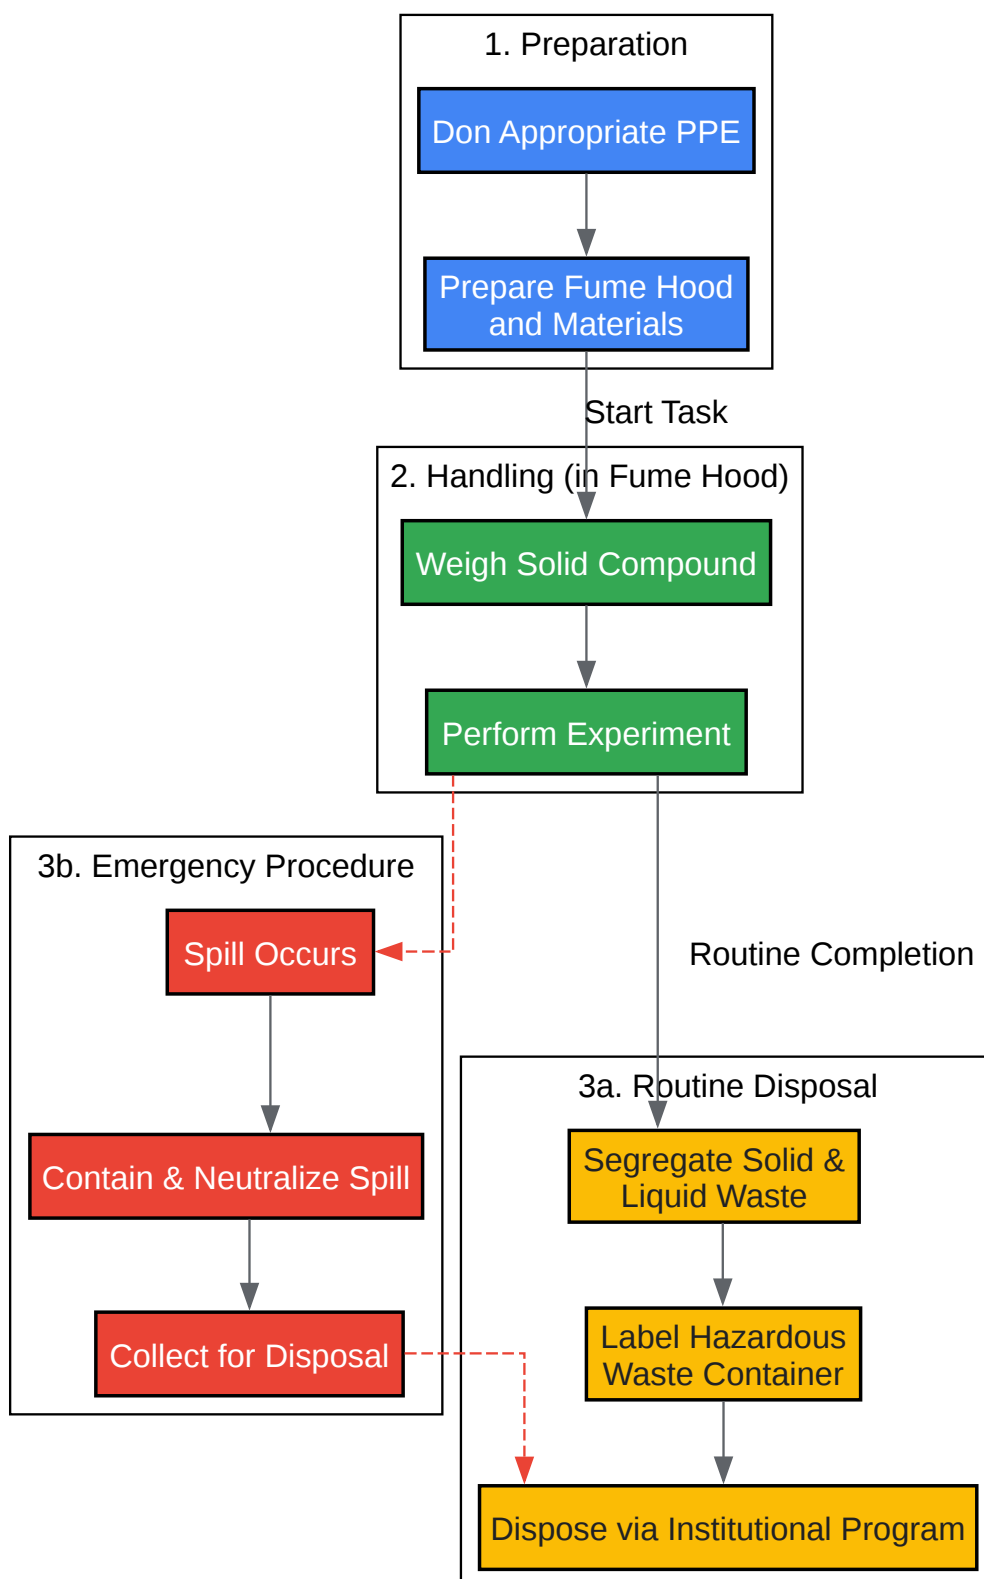 1. Preparation
Don Appropriate PPE
Prepare Fume Hood
and Materials
Start Task
2. Handling (in Fume Hood)
Weigh Solid Compound
Perform Experiment
3b. Emergency Procedure
Spill Occurs
Contain & Neutralize Spill
Collect for Disposal
Routine Completion
3a. Routine Disposal
Segregate Solid &
Liquid Waste
Label Hazardous
Waste Container
Dispose via Institutional Program